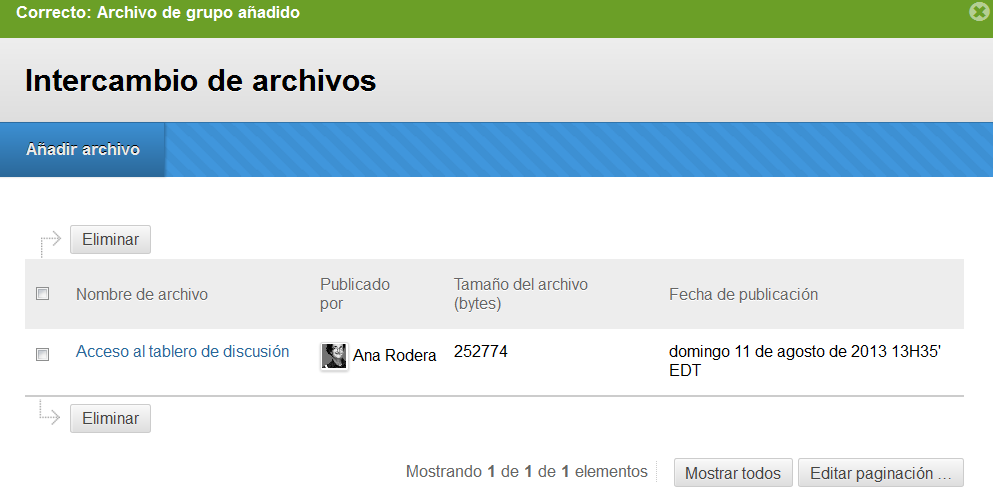 Correcto: Archivo de grupo añadido
Intercambio de archivos
Añadir archivo
Eliminar
Nombre de archivo
Publicado
por
Tamaño del archivo
(bytes)
Fecha de publicación
Acceso al tablero de discusión
Ana Rodera
252774
domingo 11 de agosto de 2013 13H35'
EDT
Eliminar
Mostrando 1 de 1 de 1 elementos
Mostrar todos
Editar paginación ...